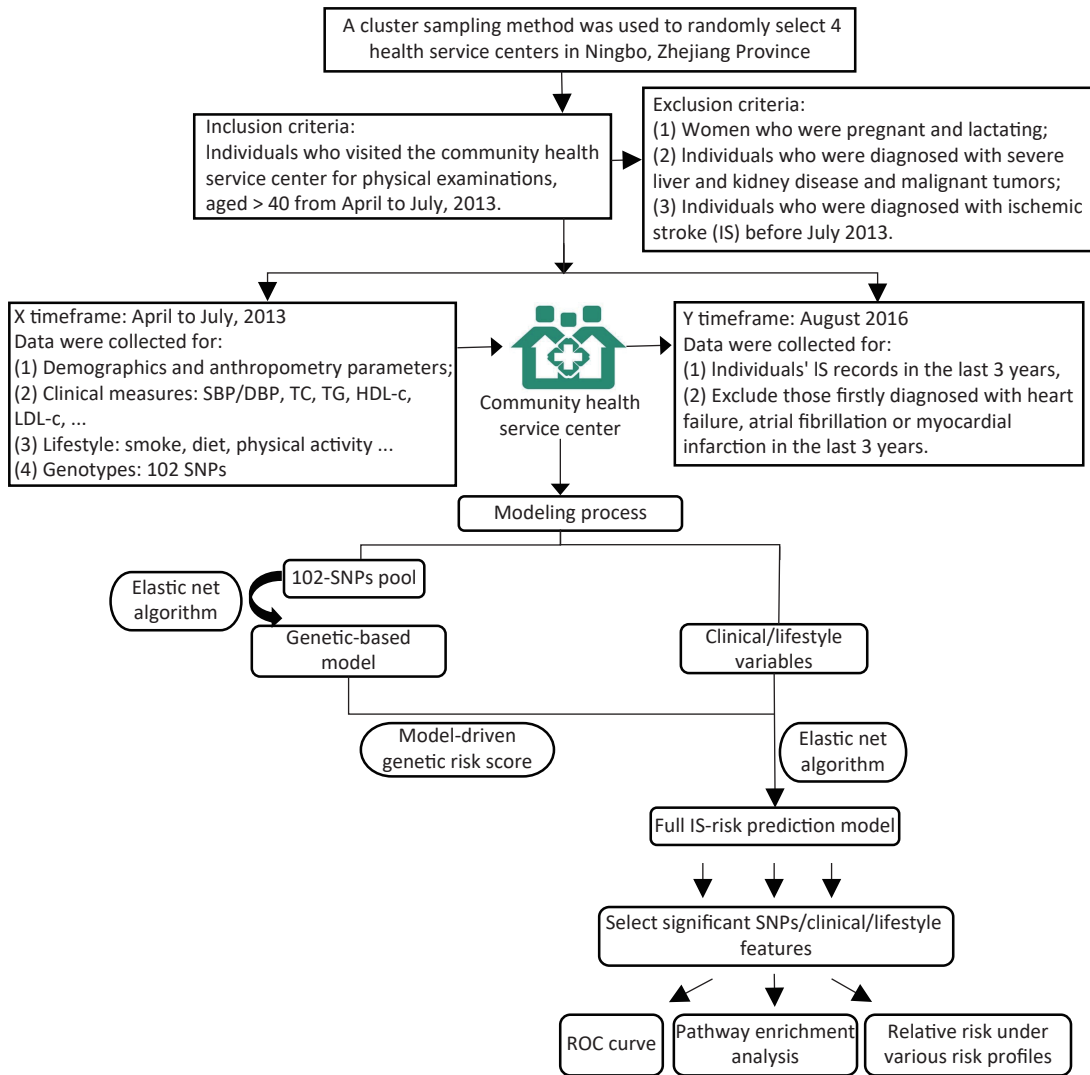 A cluster sampling method was used to randomly select 4
health service centers in Ningbo, Zhejiang Province
Inclusion criteria:
Individuals who visited the community health
service center for physical examinations,
aged > 40 from April to July, 2013.
Exclusion criteria:
(1) Women who were pregnant and lactating;
(2) Individuals who were diagnosed with severe
liver and kidney disease and malignant tumors;
(3) Individuals who were diagnosed with ischemic
stroke (IS) before July 2013.
X timeframe: April to July, 2013
Data were collected for:
(1) Demographics and anthropometry parameters;
(2) Clinical measures: SBP/DBP, TC, TG, HDL-c,
LDL-c, ...
(3) Lifestyle: smoke, diet, physical activity ...
(4) Genotypes: 102 SNPs
Community health
service center
Y timeframe: August 2016
Data were collected for:
(1) Individuals' IS records in the last 3 years,
(2) Exclude those firstly diagnosed with heart
failure, atrial fibrillation or myocardial
infarction in the last 3 years.
Modeling process
Elastic net
algorithm
102-SNPs pool
Genetic-based
model
Clinical/lifestyle
variables
Model-driven
genetic risk score
Elastic net
algorithm
Full IS-risk prediction model
Select significant SNPs/clinical/lifestyle
features
ROC curve
Pathway enrichment
analysis
Relative risk under
various risk profiles